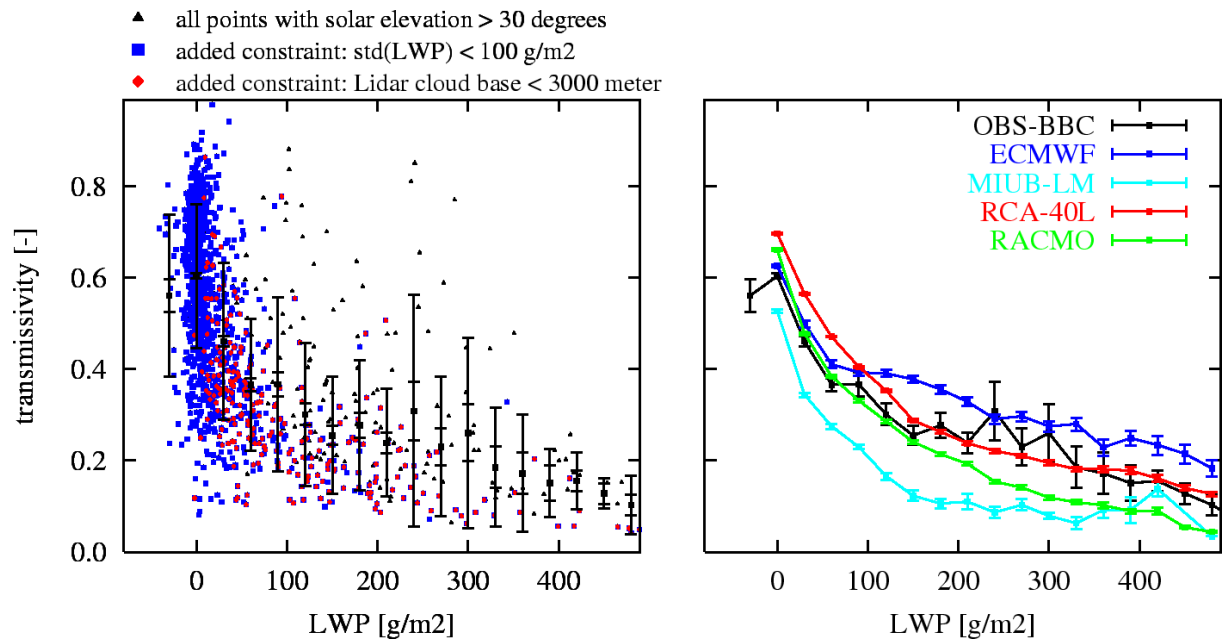 all points with solar elevation > 30 degrees
added constraint: std(LWP) < 100 g/m2
added constraint: Lidar cloud base < 3000 meter
transmissivity [-]
0.8
0.6
0.4
0.2
0.0
0 100 200 300 400
LWP [g/m2]
OBS-BBC
ECMWF
MIUB-LM
RCA-40L
RACMO
0 100 200 300 400
LWP [g/m2]